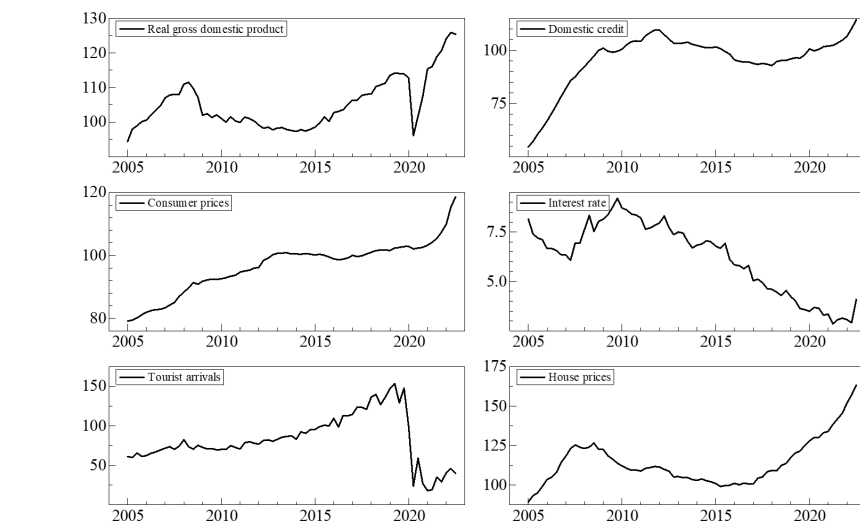 130
Real gross domestic product
120
110
100
2005 2010 2015 2020
Domestic credit
100
75
2005 2010 2015 2020
120
Consumer prices
100
80
2005 2010 2015 2020
Interest rate
7.5
5.0
2005 2010 2015 2020
Tourist arrivals
150
100
50
2005 2010 2015 2020
175
House prices
150
125
100
2005 2010 2015 2020